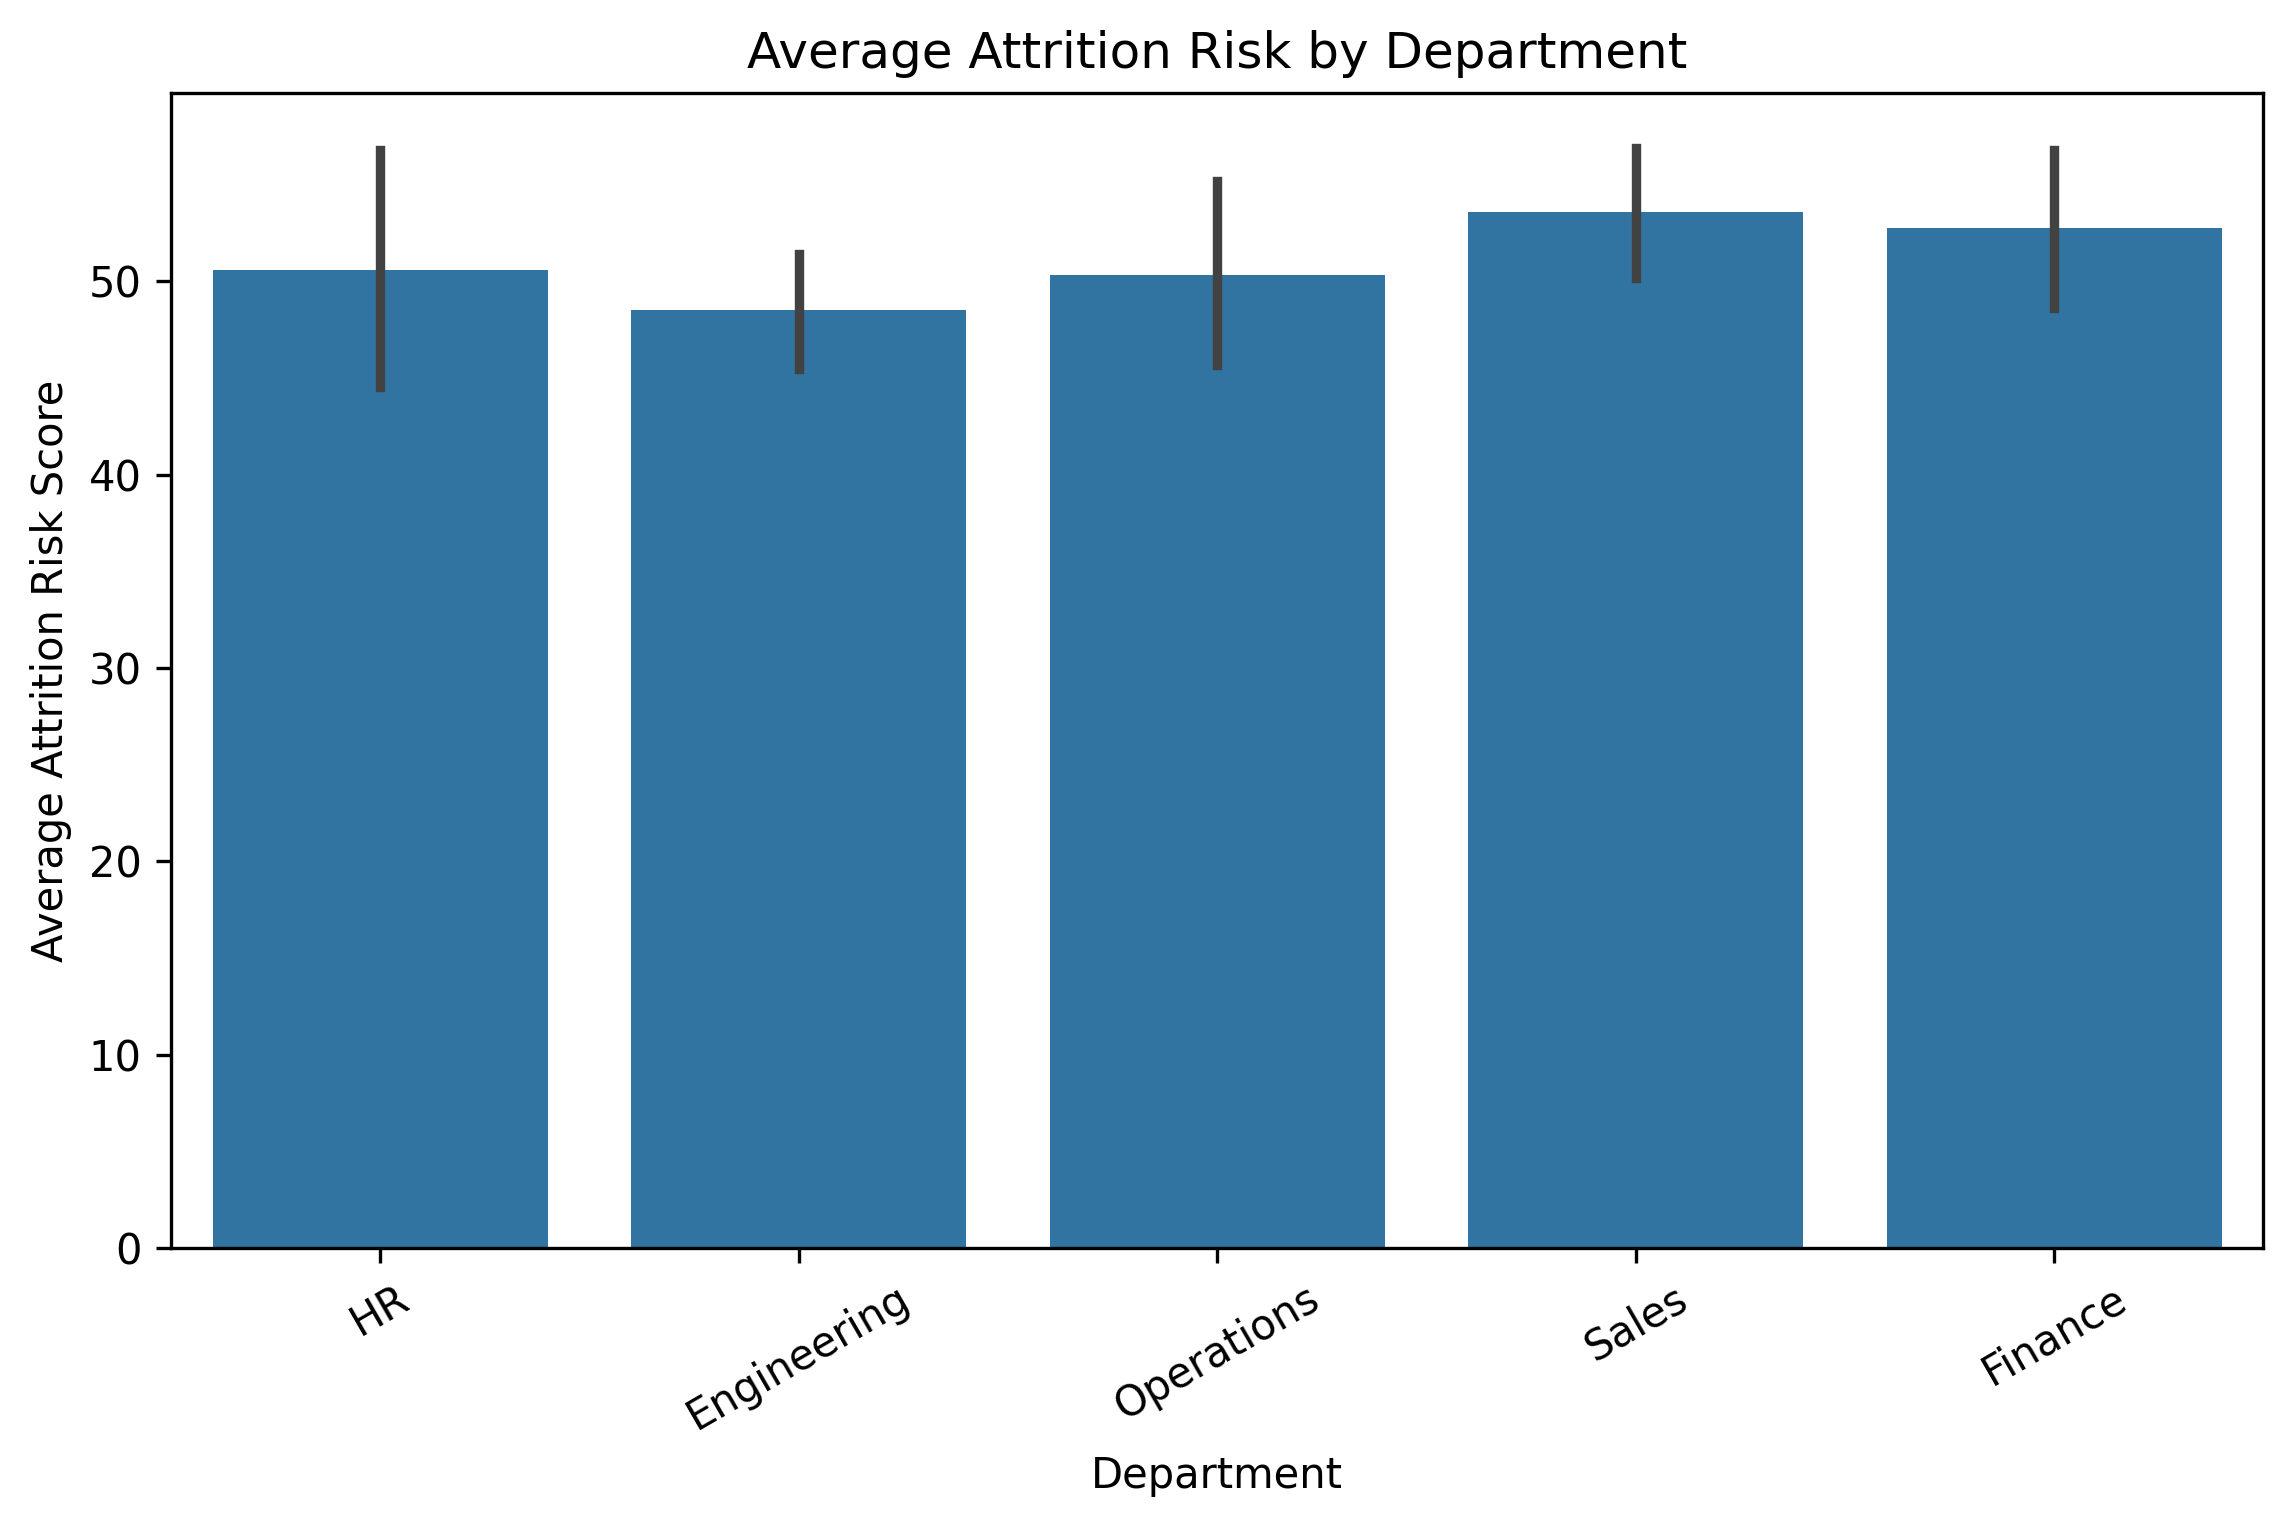 Average Attrition Risk by Department
Average Attrition Risk Score
50
40
30
20
10
0
HR
Engineering
Operations
Sales
Finance
Department